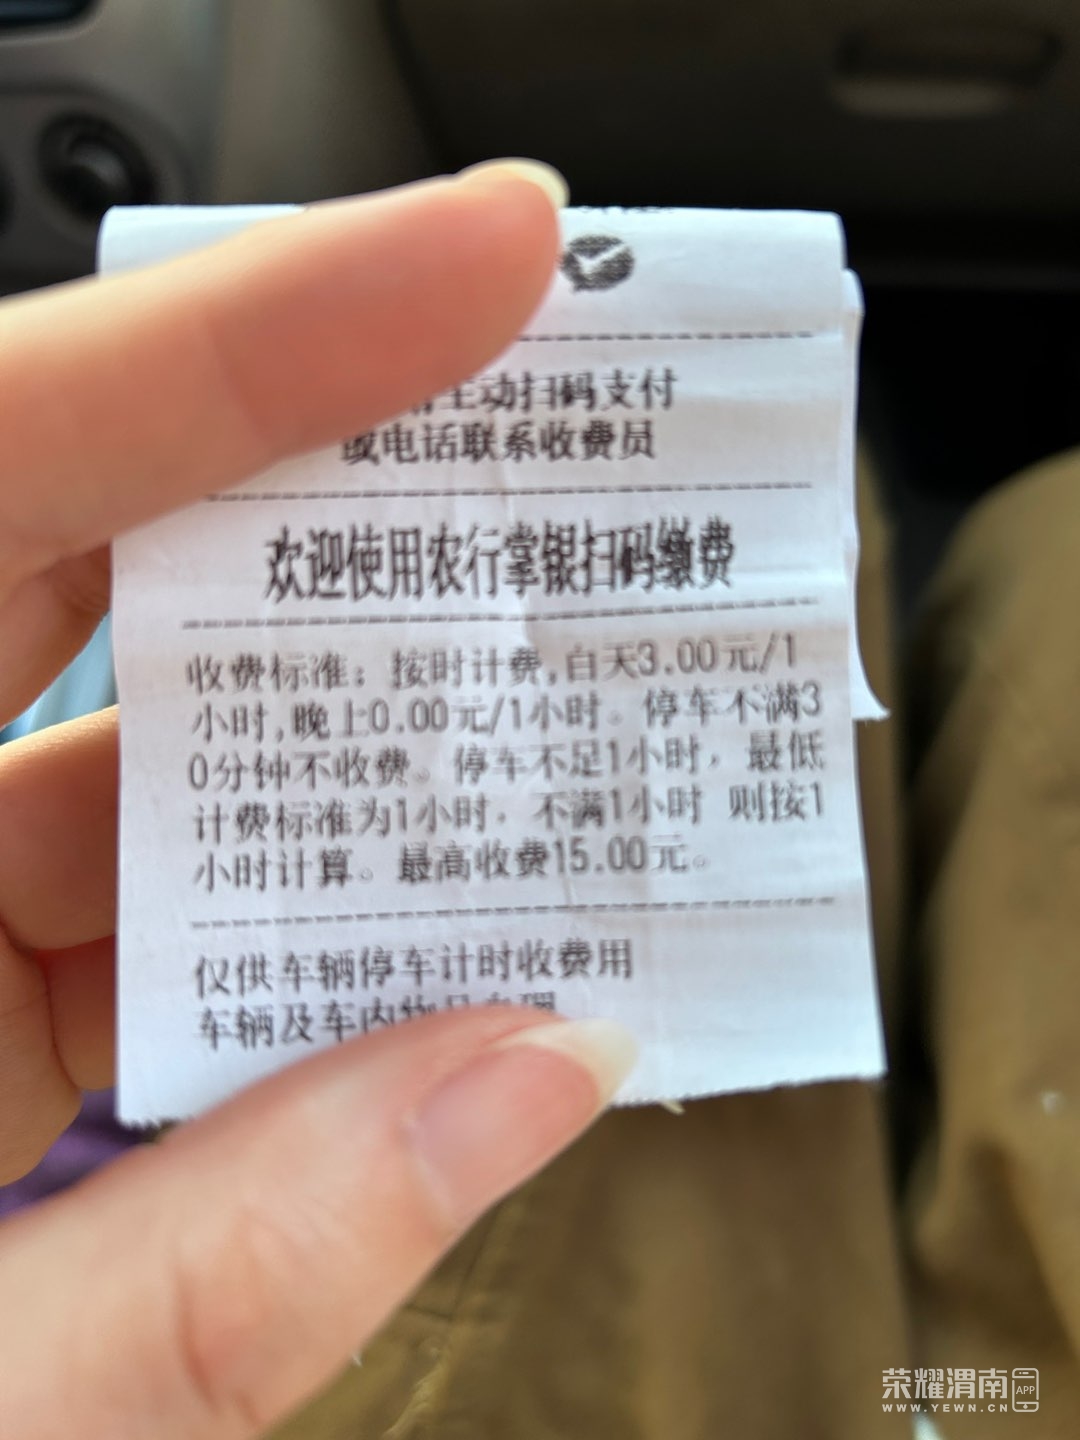 主动扫码支付
或电话联系收费员
欢迎使用农行掌银扫码缴费
收费标准：按时计费,白天3.00元/1
小时,晚上0.00元/1小时。停车不满3
0分钟不收费。停车不足1小时，最低
计费标准为1小时，不满1小时 则按1
小时计算。最高收费15.00元。
仅供车辆停车计时收费用
车辆及车内物品自理
荣耀渭南
APP
WWW.YEWN.CN